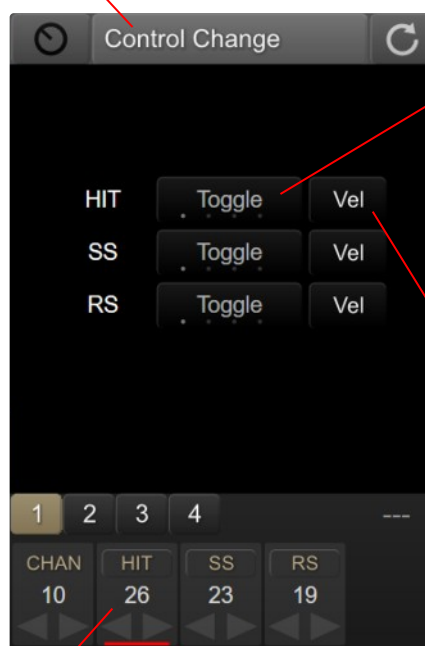 Control Change
HIT Toggle Vel
SS Toggle Vel
RS Toggle Vel
1 2 3 4 ---
CHAN HIT SS RS
10 26 23 19